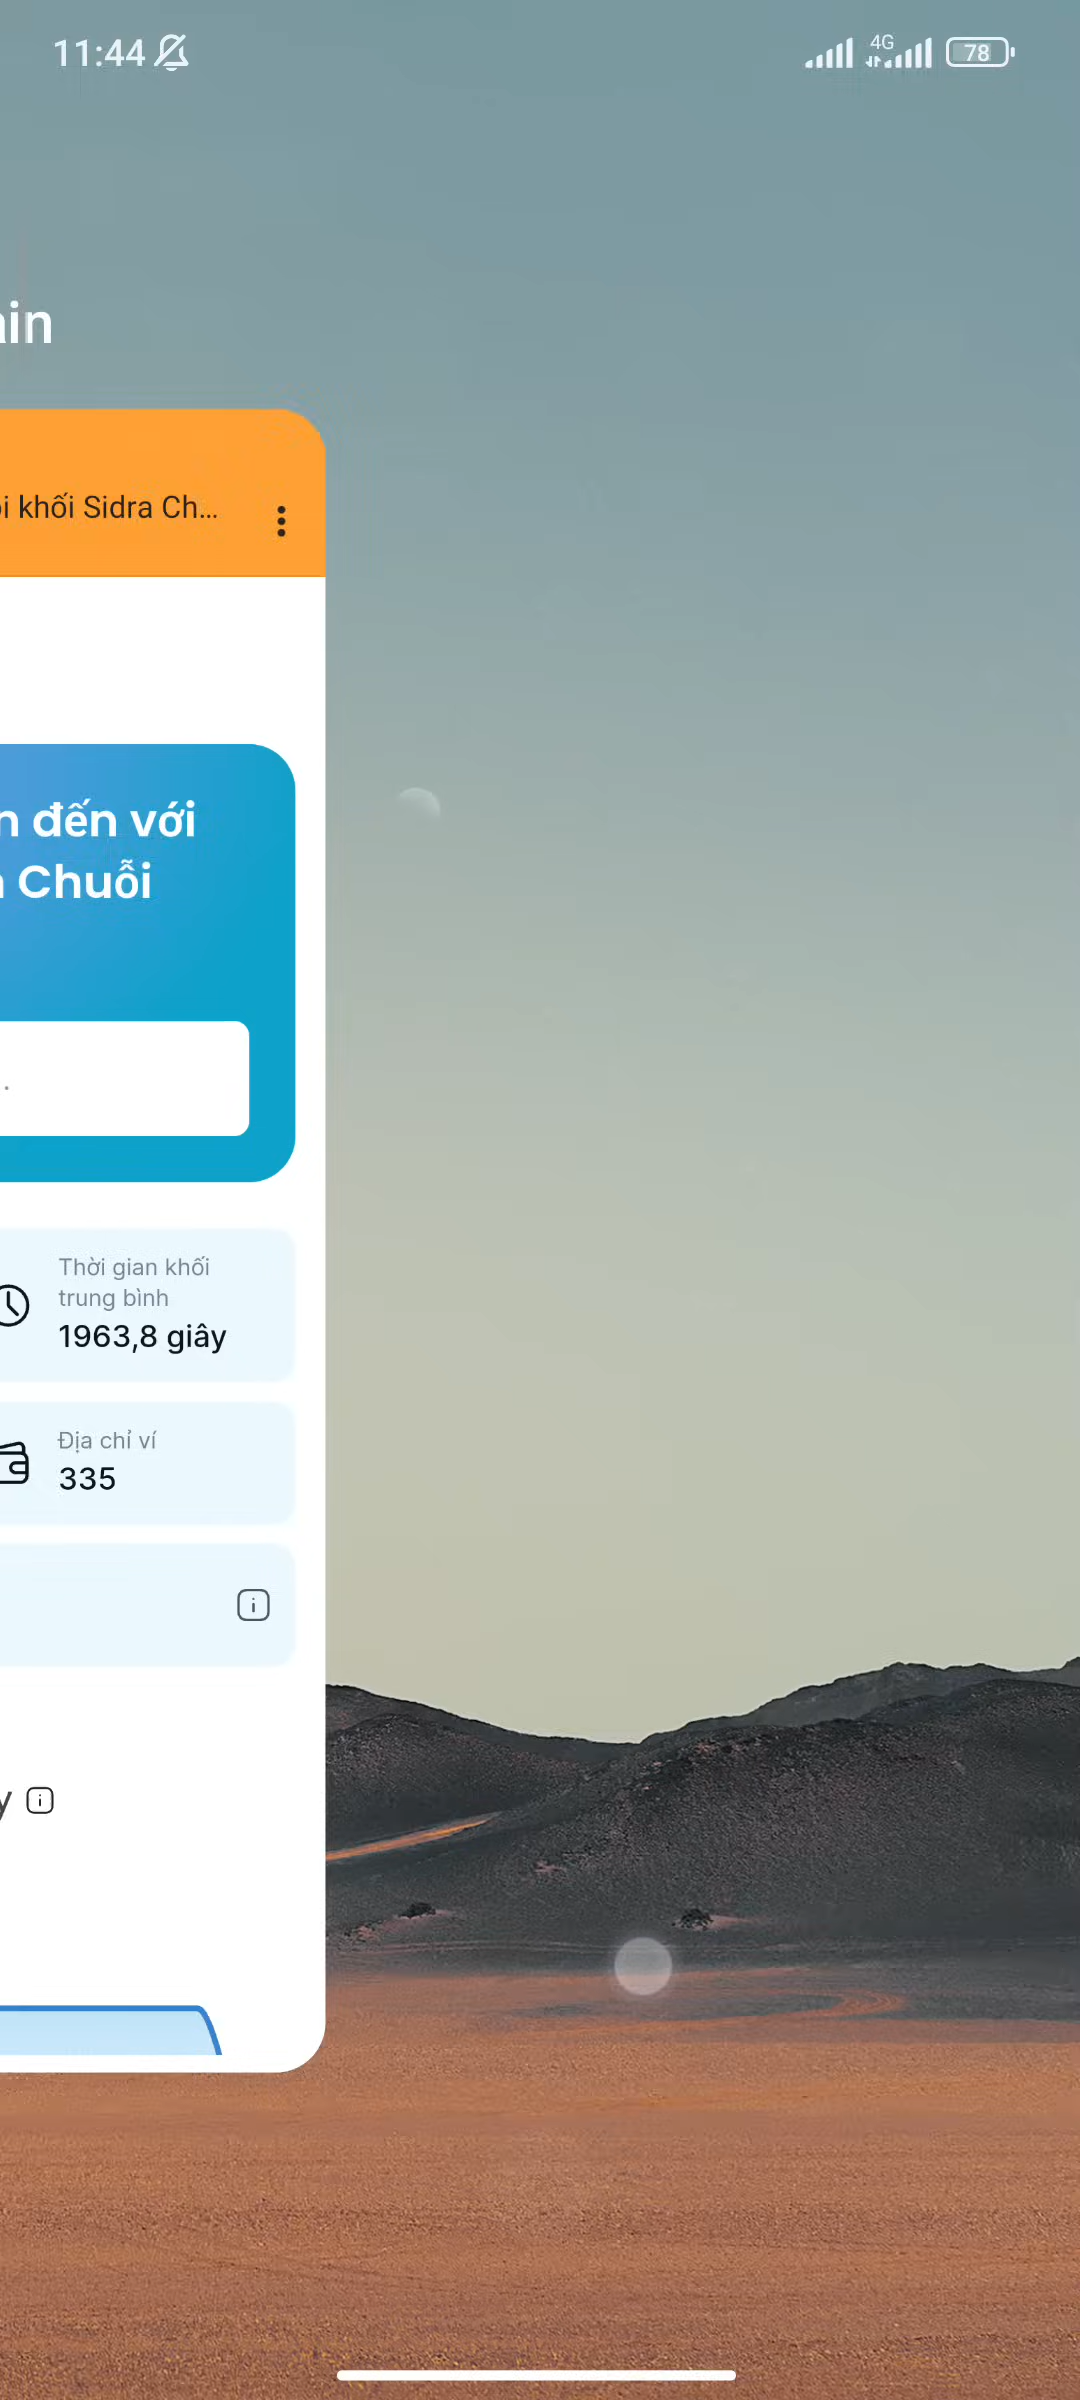 11:44
4G
78
ain
i khối Sidra Ch...
n đến với
Chuỗi
.
Thời gian khối
trung bình
1963,8 giây
Địa chỉ ví
335
y